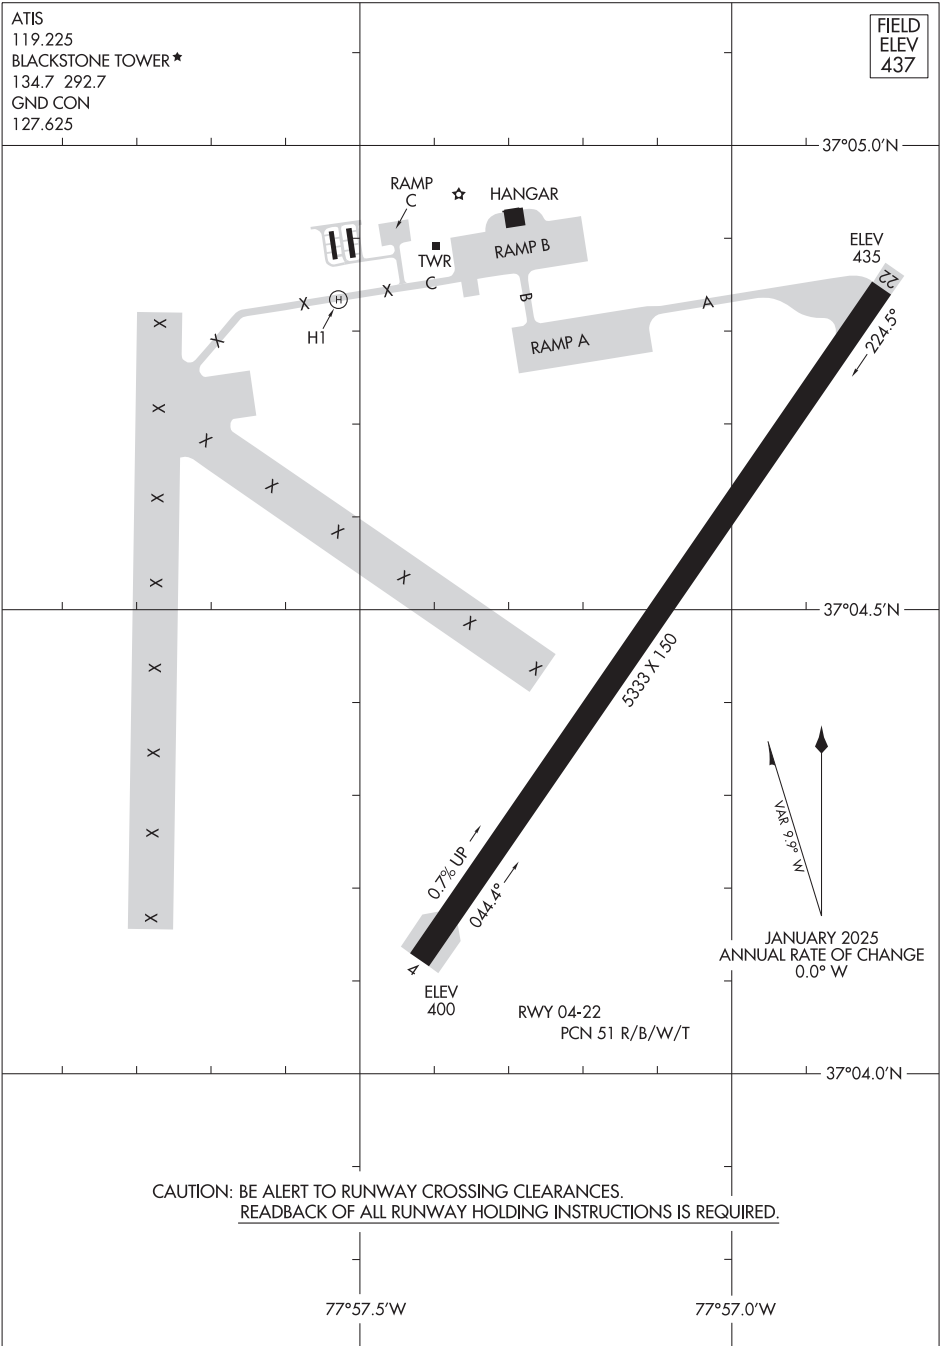 ATIS
119.225
BLACKSTONE TOWER★
134.7 292.7
GND CON
127.625
FIELD
ELEV
437
37°05.0'N
RAMP
C
HANGAR
TWR
RAMP B
C
B
ELEV
435
22
X
X
H
H1
A
RAMP A
224.5°
X
X
X
X
X
X
X
X
X
X
X
37°04.5'N
X
X
X
X
X
5333 X 150
VAR 9.9° W
0.7% UP
044.4°
4
ELEV
400
JANUARY 2025
ANNUAL RATE OF CHANGE
0.0° W
RWY 04-22
PCN 51 R/B/W/T
37°04.0'N
CAUTION: BE ALERT TO RUNWAY CROSSING CLEARANCES.
READBACK OF ALL RUNWAY HOLDING INSTRUCTIONS IS REQUIRED.
77°57.5'W
77°57.0'W